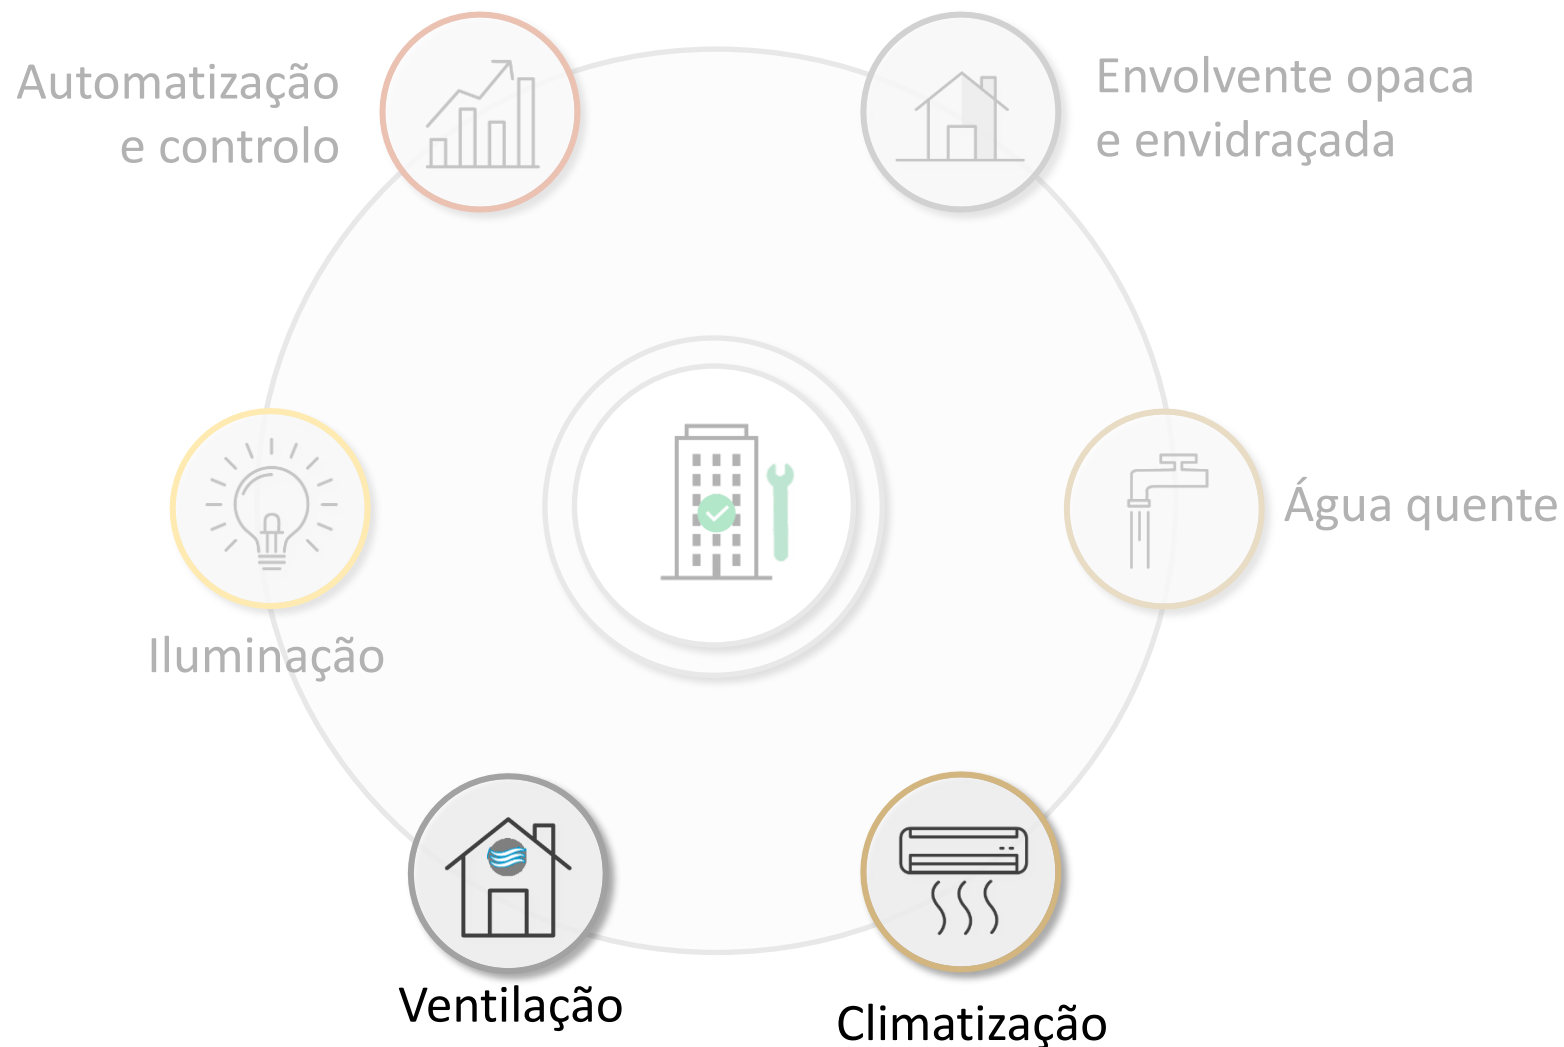 Automatização
e controlo
Envolvente opaca
e envidraçada
Água quente
Iluminação
Ventilação
Climatização